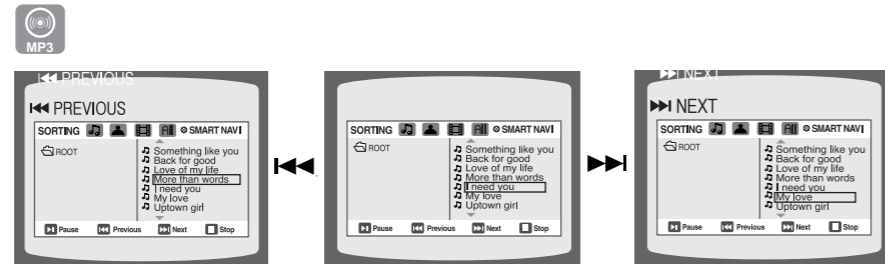 MP3
PREVIOUS
PREVIOUS
SORTING All SMART NAVI
ROOT
Something like you
Back for good
Love of my life
More than words
I need you
My love
Uptown girl
Pause Previous Next Stop
SORTING All SMART NAVI
ROOT
Something like you
Back for good
Love of my life
More than words
I need you
My love
Uptown girl
Pause Previous Next Stop
NEXT
NEXT
SORTING All SMART NAVI
ROOT
Something like you
Back for good
Love of my life
More than words
I need you
My love
Uptown girl
Pause Previous Next Stop